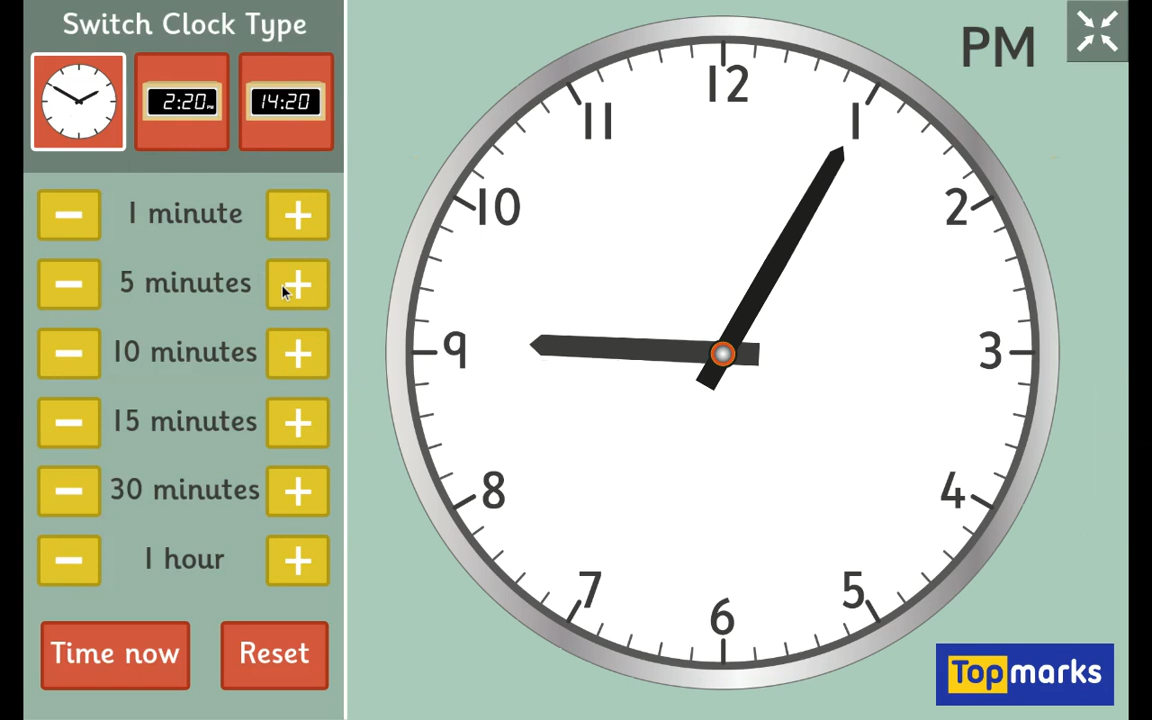 Switch Clock Type
2:20 PM
14:20
1 minute
5 minutes
10 minutes
15 minutes
30 minutes
1 hour
Time now
Reset
PM
12
1
2
3
4
5
6
7
8
9
10
11
Topmarks